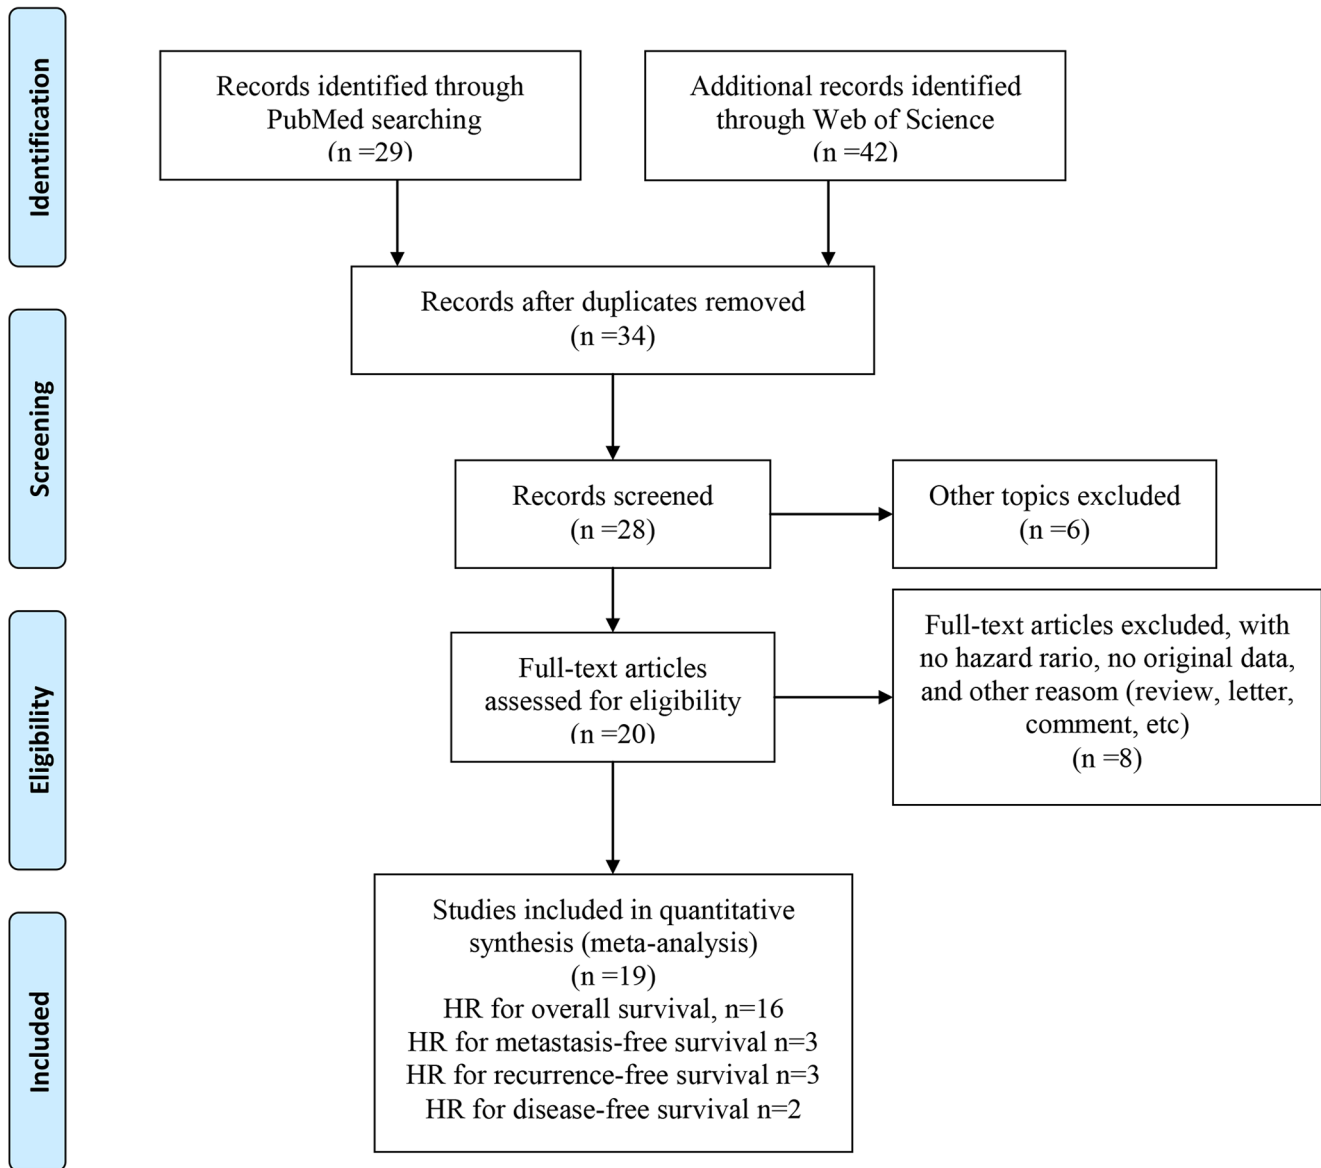 Identification
Records identified through
PubMed searching
(n =29)
Additional records identified
through Web of Science
(n =42)
Records after duplicates removed
(n =34)
Screening
Records screened
(n =28)
Other topics excluded
(n =6)
Eligibility
Full-text articles
assessed for eligibility
(n =20)
Full-text articles excluded, with
no hazard rario, no original data,
and other reasom (review, letter,
comment, etc)
(n =8)
Included
Studies included in quantitative
synthesis (meta-analysis)
(n =19)
HR for overall survival, n=16
HR for metastasis-free survival n=3
HR for recurrence-free survival n=3
HR for disease-free survival n=2